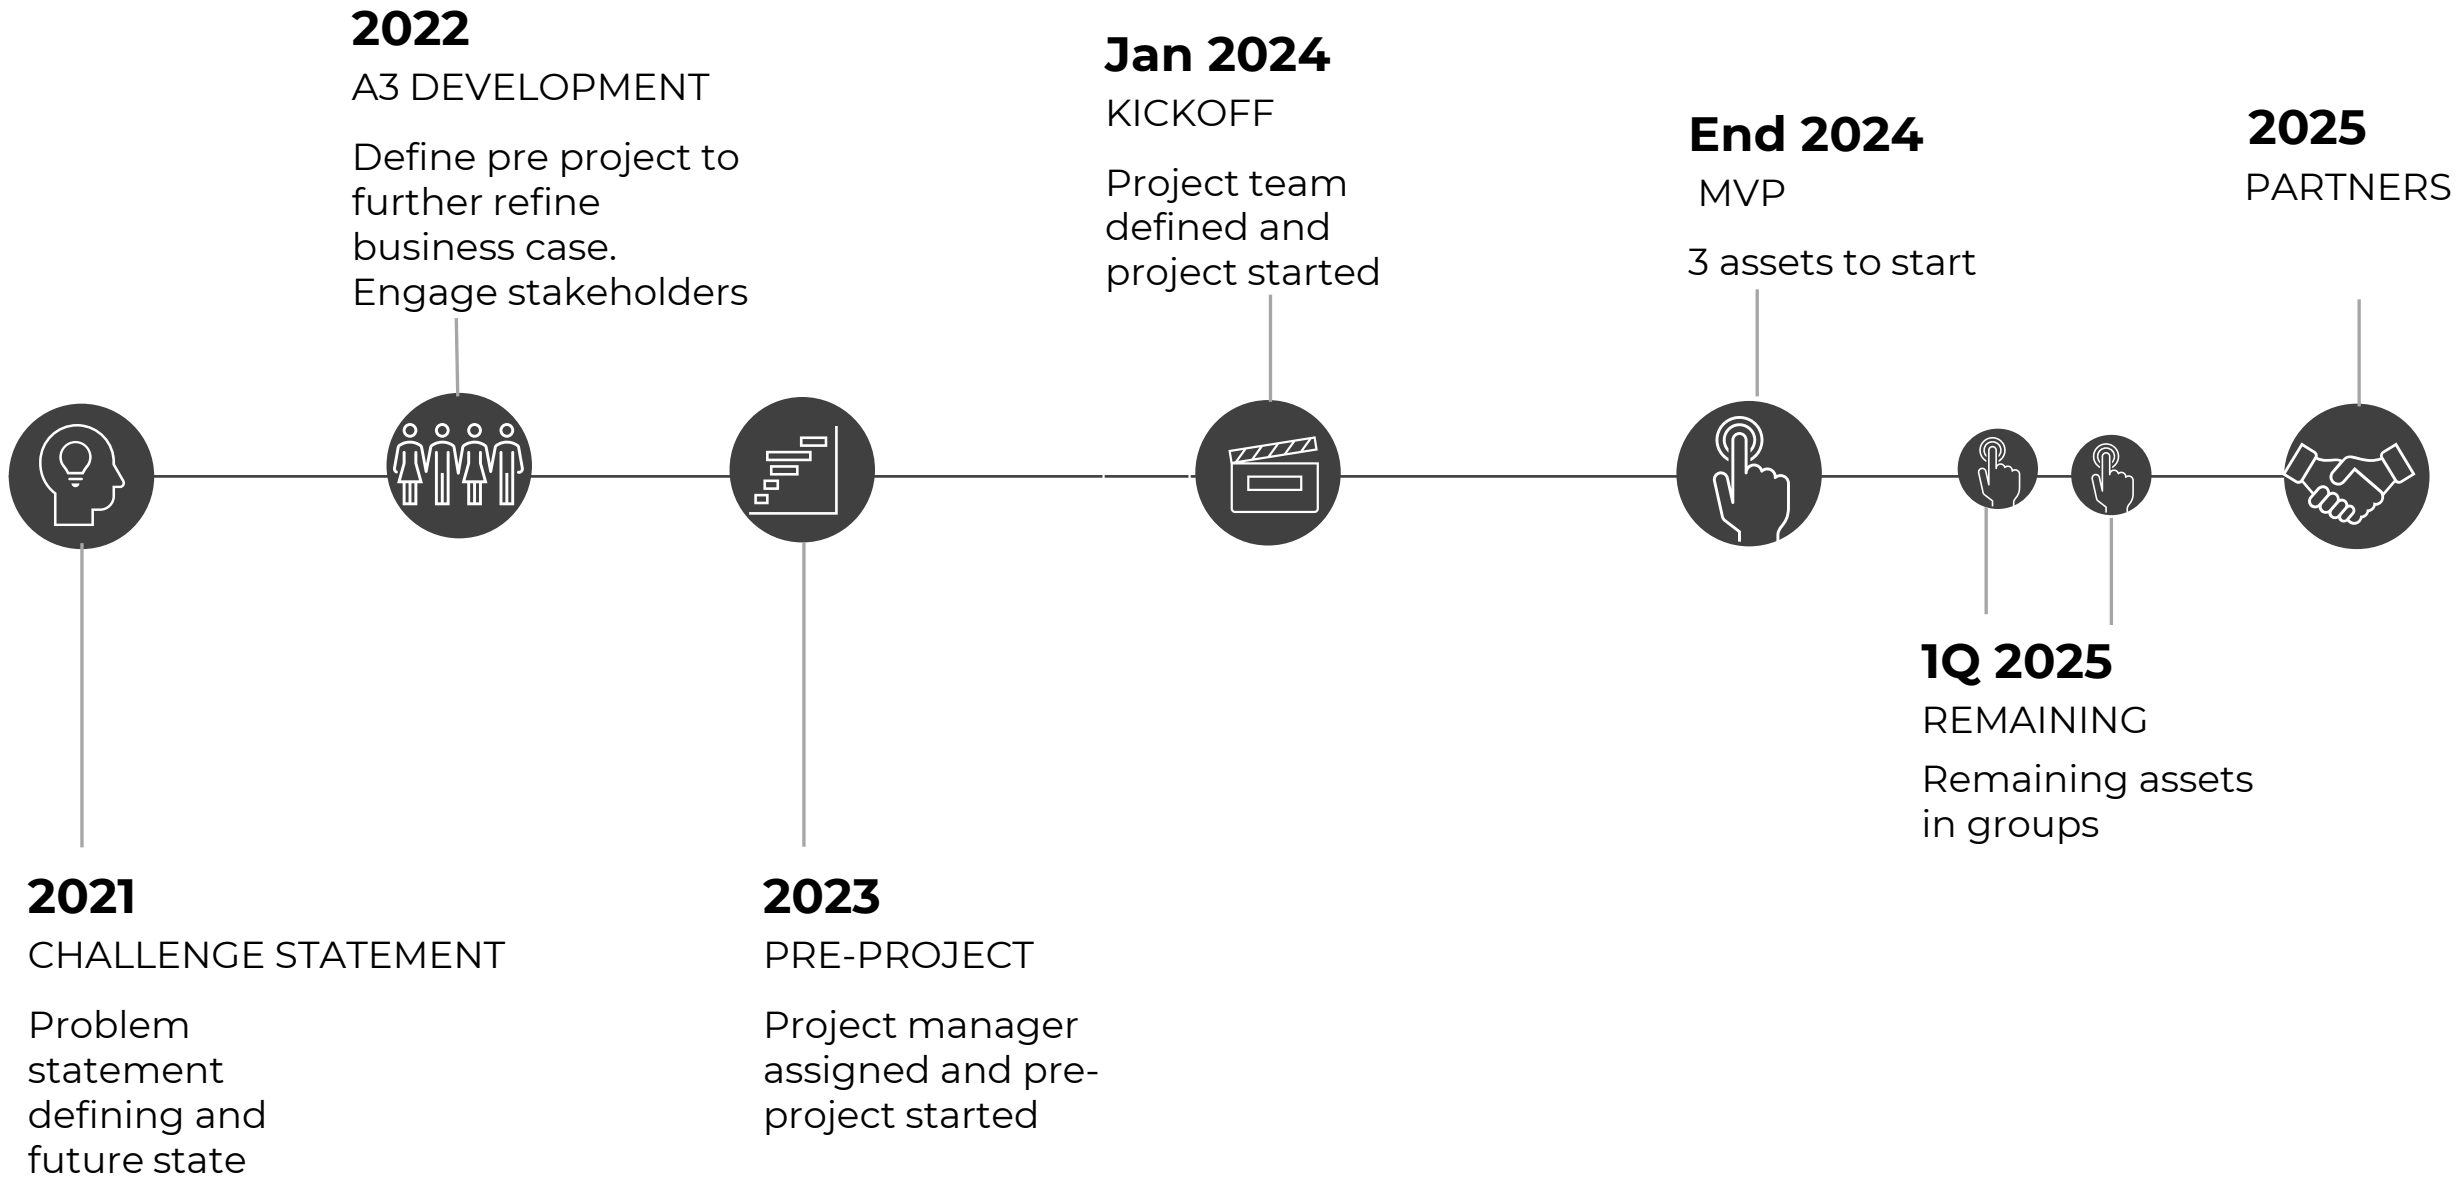 2022
A3 DEVELOPMENT
Define pre project to
further refine
business case.
Engage stakeholders
Jan 2024
KICKOFF
Project team
defined and
project started
End 2024
MVP
3 assets to start
2025
PARTNERS
1Q 2025
REMAINING
Remaining assets
in groups
2021
CHALLENGE STATEMENT
Problem
statement
defining and
future state
2023
PRE-PROJECT
Project manager
assigned and pre-
project started